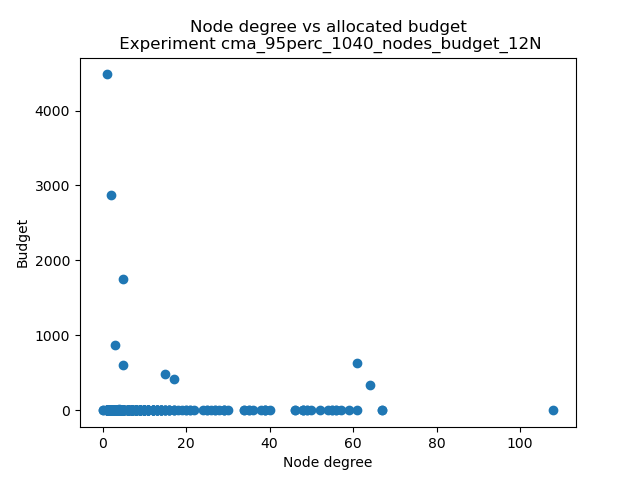 Node degree vs allocated budget
Experiment cma_95perc_1040_nodes_budget_12N
Budget
4000
3000
2000
1000
0
0 20 40 60 80 100
Node degree